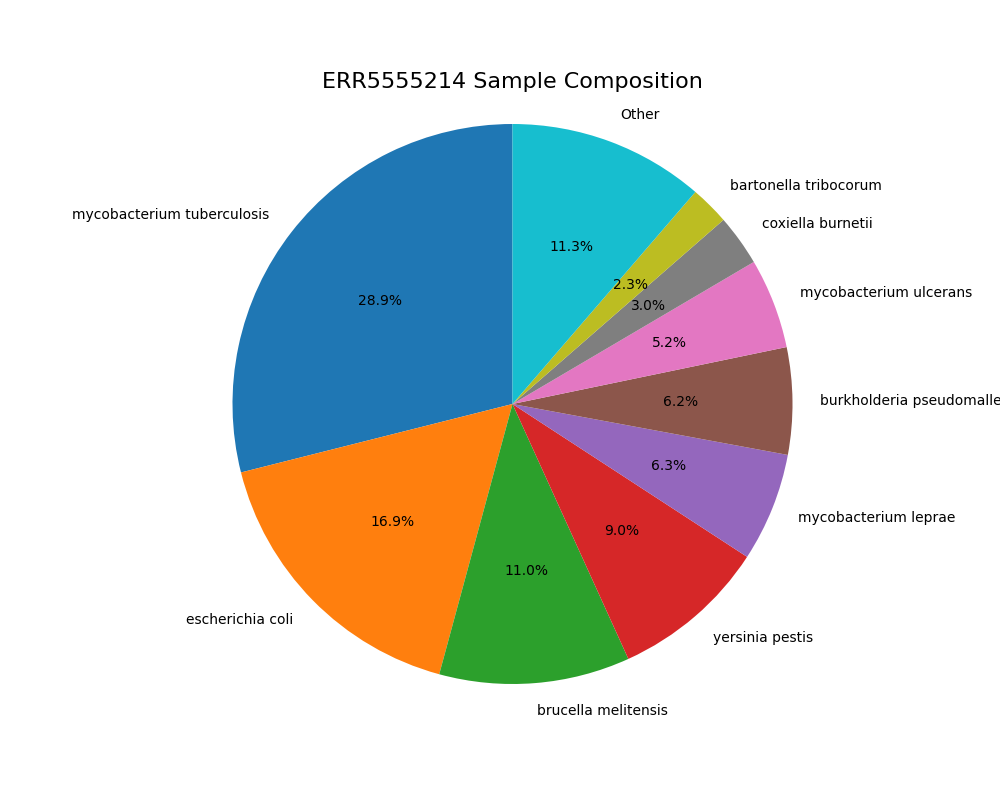 ERR5555214 Sample Composition
Other
bartonella tribocorum
coxiella burnetii
mycobacterium tuberculosis
11.3%
2.3%
3.0%
mycobacterium ulcerans
28.9%
5.2%
6.2%
burkholderia pseudomalle
6.3%
mycobacterium leprae
16.9%
9.0%
11.0%
escherichia coli
yersinia pestis
brucella melitensis